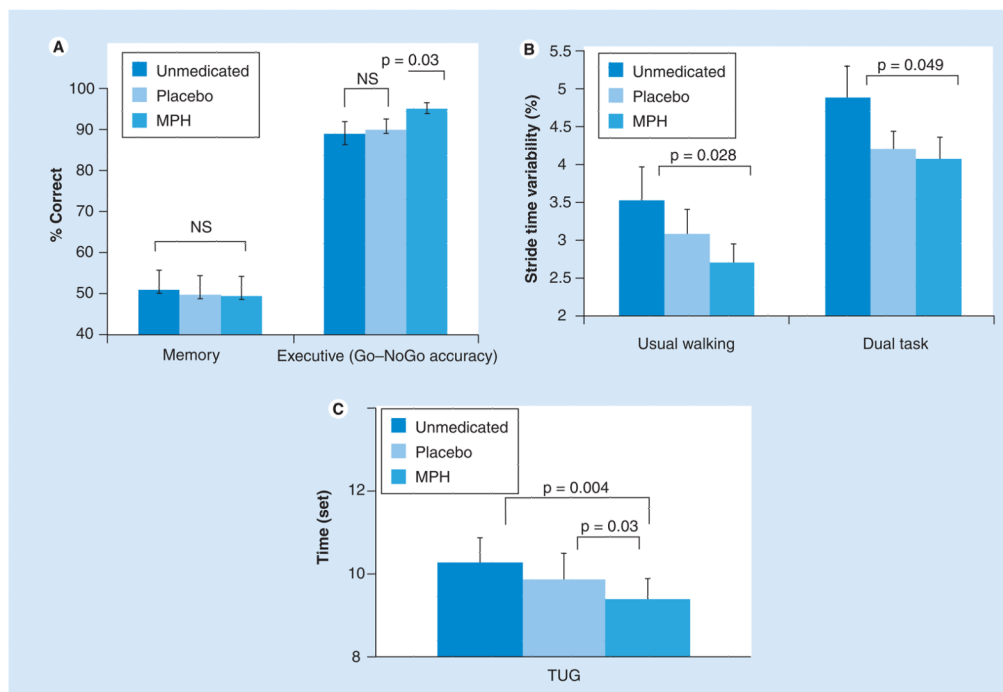 A
Unmedicated
Placebo
MPH
NS
p = 0.03
NS
% Correct
100
90
80
70
60
50
40
Memory
Executive (Go–NoGo accuracy)
B
Unmedicated
Placebo
MPH
p = 0.049
p = 0.028
Stride time variability (%)
5.5
5
4.5
4
3.5
3
2.5
2
Usual walking
Dual task
C
Unmedicated
Placebo
MPH
p = 0.004
p = 0.03
Time (set)
12
10
8
TUG